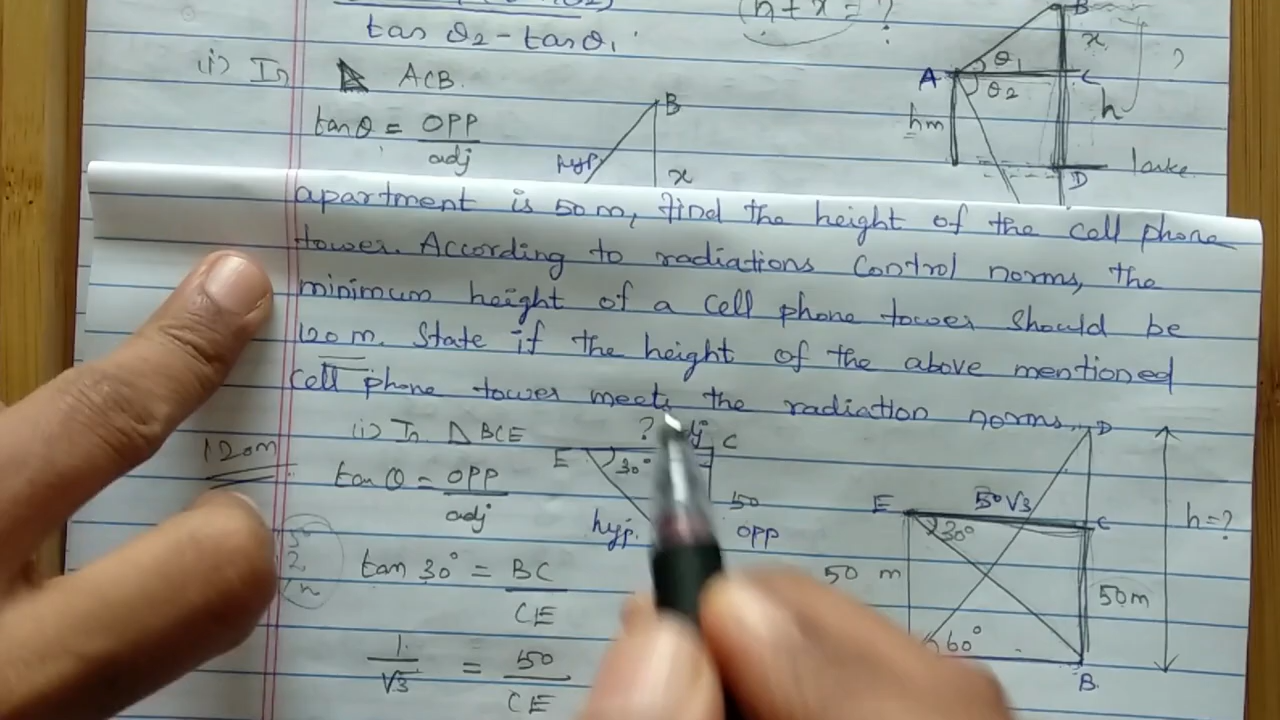 tan θ2 - tan θ1
(h + x = ?
B
x
?
(i) In ACB.
A θ1 C
θ2
h
tan θ = OPP
adj
B
hyp.
x
hm
D lake
apartment is 50 m, find the height of the cell phone
tower. According to radiations control norms, the
minimum height of a cell phone tower should be
120 m. State if the height of the above mentioned
cell phone tower meets the radiation norms.
(i) In Δ BCE
? adj C
D
120m
E 30°
tan θ = OPP
adj
50
hyp. OPP
E 50√3 C
30°
h = ?
tan 30° = BC
CE
50 m
50m
60°
1 = 50
√3 CE
B